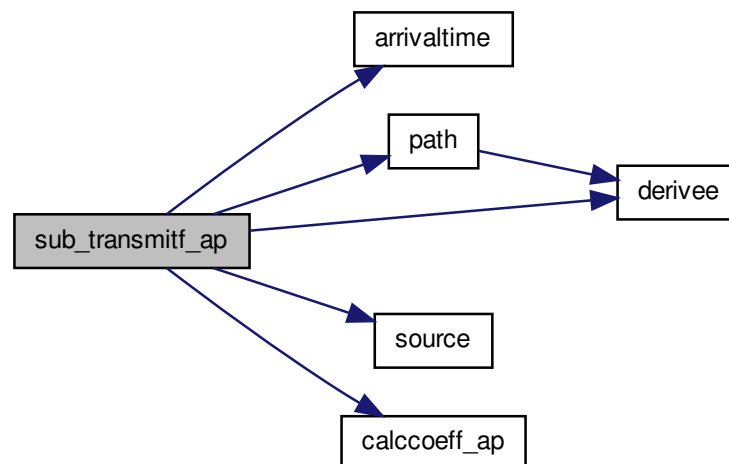 arrivaltime
path
derivee
sub_transmitf_ap
source
calccoeff_ap